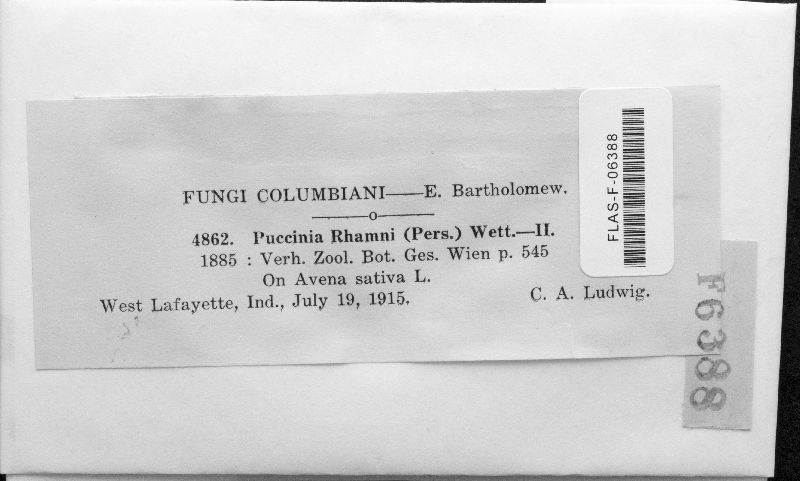 FUNGI COLUMBIANI——E. Bartholomew.
———o———
4862. Puccinia Rhamni (Pers.) Wett.—II.
1885 : Verh. Zool. Bot. Ges. Wien p. 545
On Avena sativa L.
West Lafayette, Ind., July 19, 1915.
C. A. Ludwig.
FLAS-F-06388
F6388